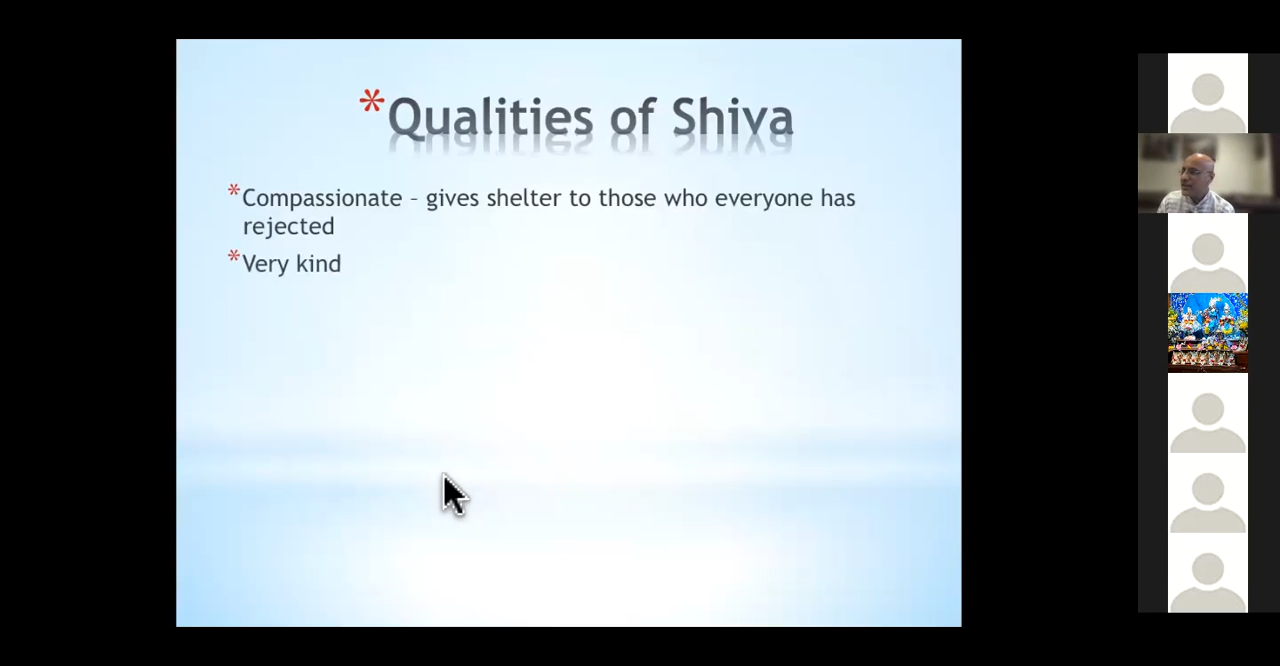 *Qualities of Shiva
*Compassionate – gives shelter to those who everyone has
rejected
*Very kind